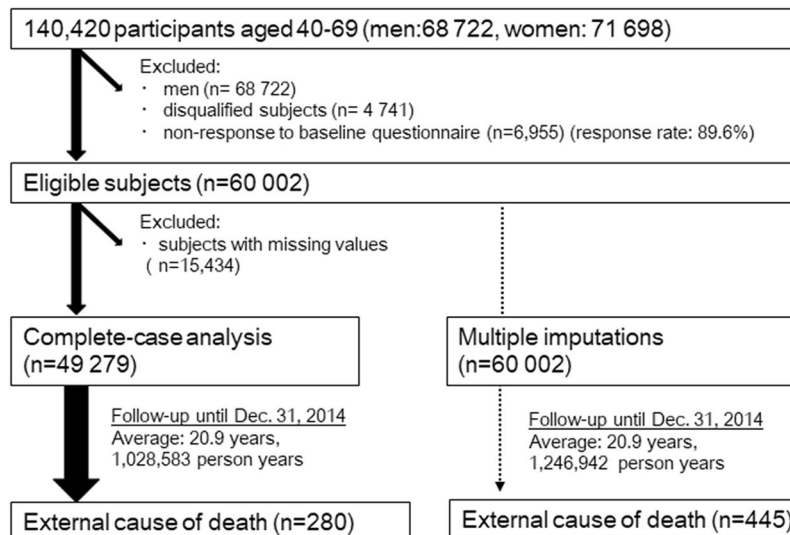 140,420 participants aged 40-69 (men:68 722, women: 71 698)
Excluded:
· men (n= 68 722)
· disqualified subjects (n= 4 741)
· non-response to baseline questionnaire (n=6,955) (response rate: 89.6%)
Eligible subjects (n=60 002)
Excluded:
· subjects with missing values
( n=15,434)
Complete-case analysis
(n=49 279)
Multiple imputations
(n=60 002)
Follow-up until Dec. 31, 2014
Average: 20.9 years,
1,028,583 person years
Follow-up until Dec. 31, 2014
Average: 20.9 years,
1,246,942 person years
External cause of death (n=280)
External cause of death (n=445)